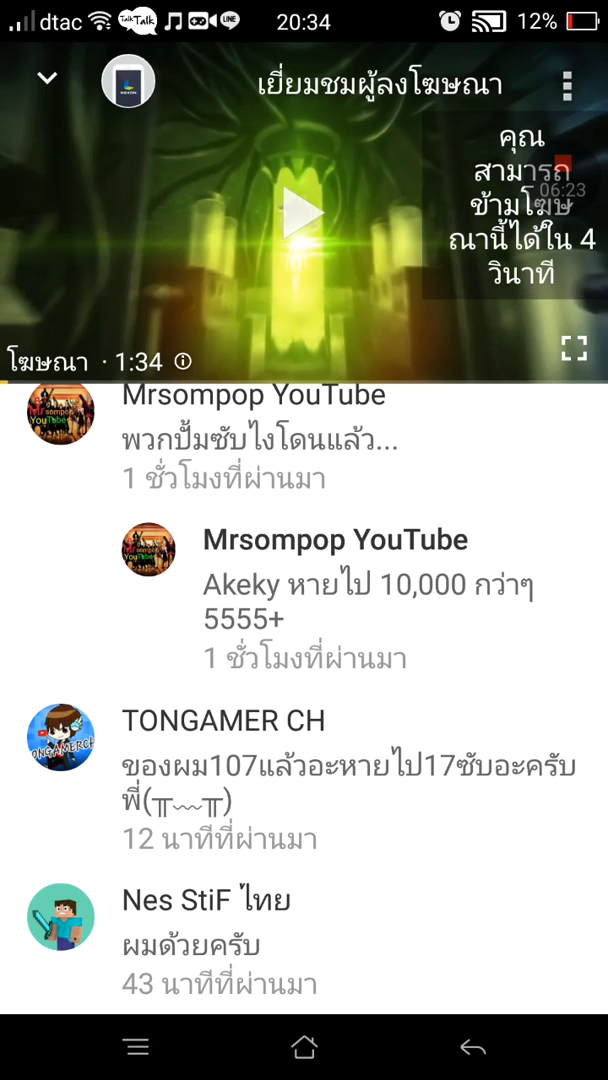 dtac TalkTalk LINE 20:34 12%
NEXON
เยี่ยมชมผู้ลงโฆษณา
คุณ
สามารถ
06:23
ข้ามโฆษ
ณานี้ได้ใน 4
วินาที
โฆษณา · 1:34
Mrsompop YouTube
พวกปั้มซับไงโดนแล้ว...
1 ชั่วโมงที่ผ่านมา
Mrsompop YouTube
Akeky หายไป 10,000 กว่าๆ
5555+
1 ชั่วโมงที่ผ่านมา
TONGAMER CH
ของผม107แล้วอะหายไป17ซับอะครับ
พี่(╥﹏╥)
12 นาทีที่ผ่านมา
Nes StiF ไ่ทย
ผมด้วยครับ
43 นาทีที่ผ่านมา